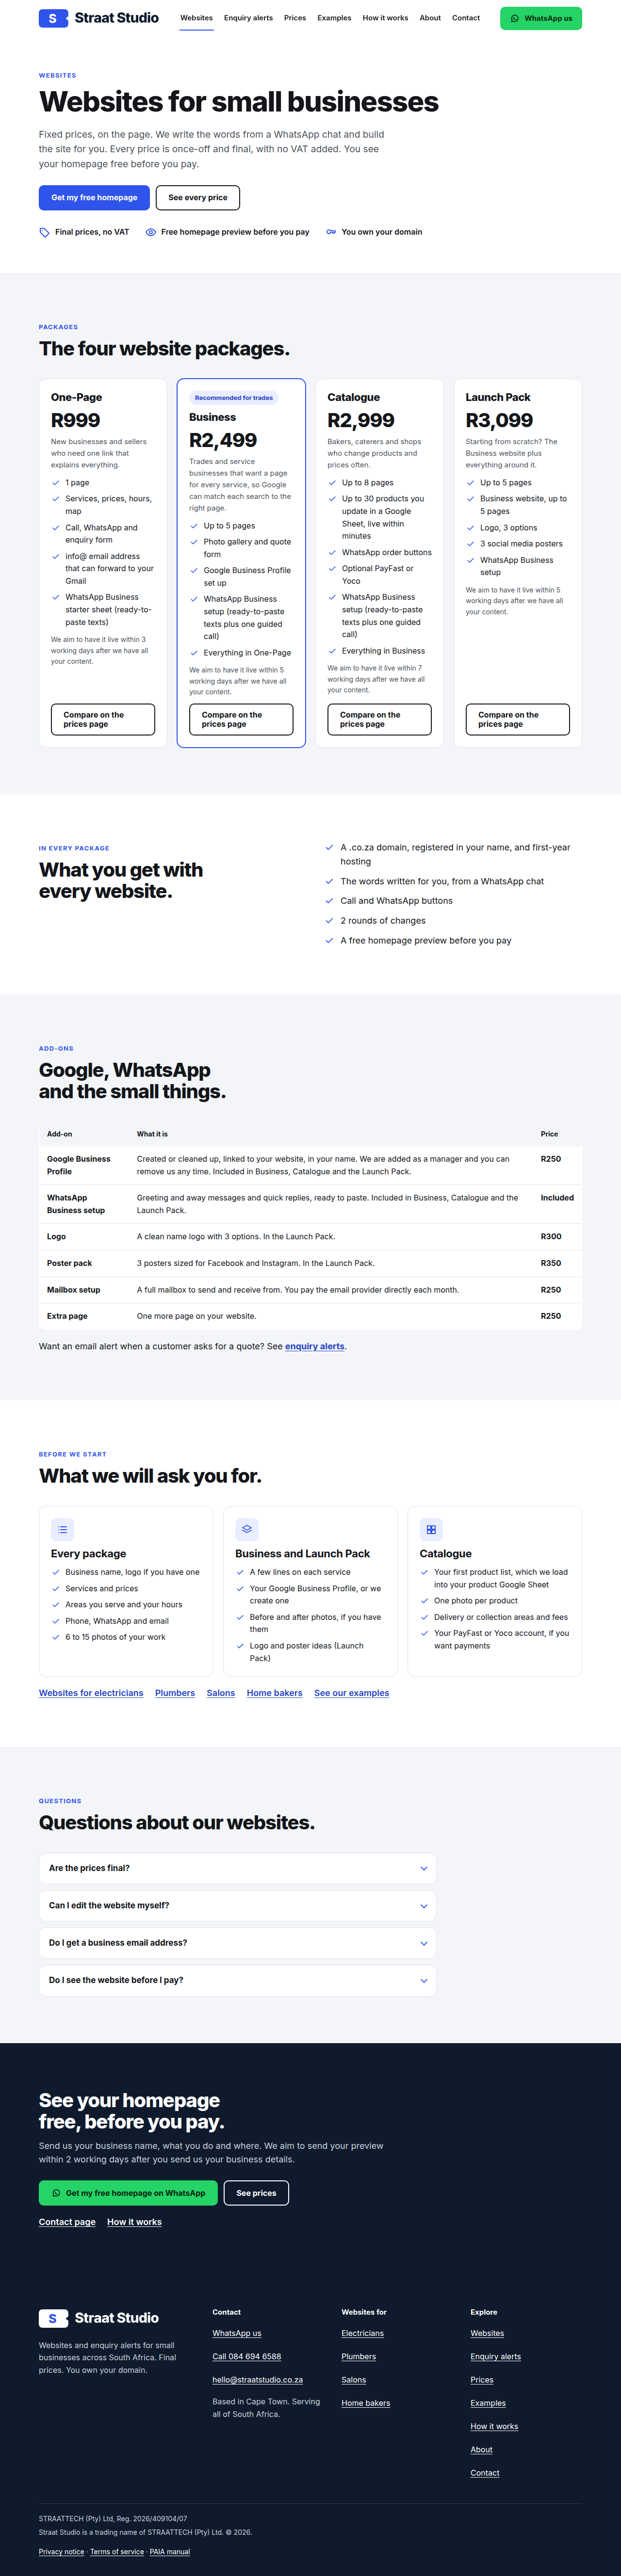 S Straat Studio
Websites Enquiry alerts Prices Examples How it works About Contact
WhatsApp us
WEBSITES
Websites for small businesses
Fixed prices, on the page. We write the words from a WhatsApp chat and build
the site for you. Every price is once-off and final, with no VAT added. You see
your homepage free before you pay.
Get my free homepage
See every price
Final prices, no VAT
Free homepage preview before you pay
You own your domain
PACKAGES
The four website packages.
One-Page
R999
New businesses and sellers
who need one link that
explains everything.
1 page
Services, prices, hours,
map
Call, WhatsApp and
enquiry form
info@ email address
that can forward to your
Gmail
WhatsApp Business
starter sheet (ready-to-
paste texts)
We aim to have it live within 3
working days after we have all
your content.
Compare on the
prices page
Recommended for trades
Business
R2,499
Trades and service
businesses that want a page
for every service, so Google
can match each search to the
right page.
Up to 5 pages
Photo gallery and quote
form
Google Business Profile
set up
WhatsApp Business
setup (ready-to-paste
texts plus one guided
call)
Everything in One-Page
We aim to have it live within 5
working days after we have all
your content.
Compare on the
prices page
Catalogue
R2,999
Bakers, caterers and shops
who change products and
prices often.
Up to 8 pages
Up to 30 products you
update in a Google
Sheet, live within
minutes
WhatsApp order buttons
Optional PayFast or
Yoco
WhatsApp Business
setup (ready-to-paste
texts plus one guided
call)
Everything in Business
We aim to have it live within 7
working days after we have all
your content.
Compare on the
prices page
Launch Pack
R3,099
Starting from scratch? The
Business website plus
everything around it.
Up to 5 pages
Business website, up to
5 pages
Logo, 3 options
3 social media posters
WhatsApp Business
setup
We aim to have it live within 5
working days after we have all
your content.
Compare on the
prices page
IN EVERY PACKAGE
What you get with
every website.
A .co.za domain, registered in your name, and first-year
hosting
The words written for you, from a WhatsApp chat
Call and WhatsApp buttons
2 rounds of changes
A free homepage preview before you pay
ADD-ONS
Google, WhatsApp
and the small things.
Add-on What it is Price
Google Business
Profile
Created or cleaned up, linked to your website, in your name. We are added as a manager and you can
remove us any time. Included in Business, Catalogue and the Launch Pack.
R250
WhatsApp
Business setup
Greeting and away messages and quick replies, ready to paste. Included in Business, Catalogue and the
Launch Pack.
Included
Logo A clean name logo with 3 options. In the Launch Pack. R300
Poster pack 3 posters sized for Facebook and Instagram. In the Launch Pack. R350
Mailbox setup A full mailbox to send and receive from. You pay the email provider directly each month. R250
Extra page One more page on your website. R250
Want an email alert when a customer asks for a quote? See enquiry alerts.
BEFORE WE START
What we will ask you for.
Every package
Business name, logo if you have one
Services and prices
Areas you serve and your hours
Phone, WhatsApp and email
6 to 15 photos of your work
Business and Launch Pack
A few lines on each service
Your Google Business Profile, or we
create one
Before and after photos, if you have
them
Logo and poster ideas (Launch
Pack)
Catalogue
Your first product list, which we load
into your product Google Sheet
One photo per product
Delivery or collection areas and fees
Your PayFast or Yoco account, if you
want payments
Websites for electricians Plumbers Salons Home bakers See our examples
QUESTIONS
Questions about our websites.
Are the prices final?
Can I edit the website myself?
Do I get a business email address?
Do I see the website before I pay?
See your homepage
free, before you pay.
Send us your business name, what you do and where. We aim to send your preview
within 2 working days after you send us your business details.
Get my free homepage on WhatsApp
See prices
Contact page How it works
S Straat Studio
Websites and enquiry alerts for small
businesses across South Africa. Final
prices. You own your domain.
Contact
WhatsApp us
Call 084 694 6588
hello@straatstudio.co.za
Based in Cape Town. Serving
all of South Africa.
Websites for
Electricians
Plumbers
Salons
Home bakers
Explore
Websites
Enquiry alerts
Prices
Examples
How it works
About
Contact
STRAATTECH (Pty) Ltd, Reg. 2026/409104/07
Straat Studio is a trading name of STRAATTECH (Pty) Ltd. © 2026.
Privacy notice · Terms of service · PAIA manual